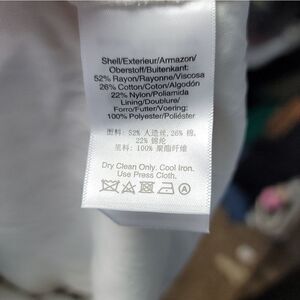 Shell/Exterieur/Armazon/
Oberstoff/Buitenkant:
52% Rayon/Rayonne/Viscosa
26% Cotton/Coton/Algodón
22% Nylon/Poliamida
Lining/Doublure/
Forro/Futter/Voering:
100% Polyester/Poliéster
面料: 52% 人造丝, 26% 棉,
22% 锦纶
里料: 100% 聚酯纤维
Dry Clean Only. Cool Iron.
Use Press Cloth.
A